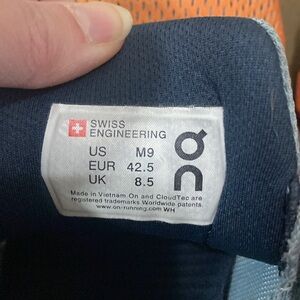 SWISS
ENGINEERING
US M9
EUR 42.5
UK 8.5
Made in Vietnam On and CloudTec are
registered trademarks Worldwide patents.
www.on-running.com WH